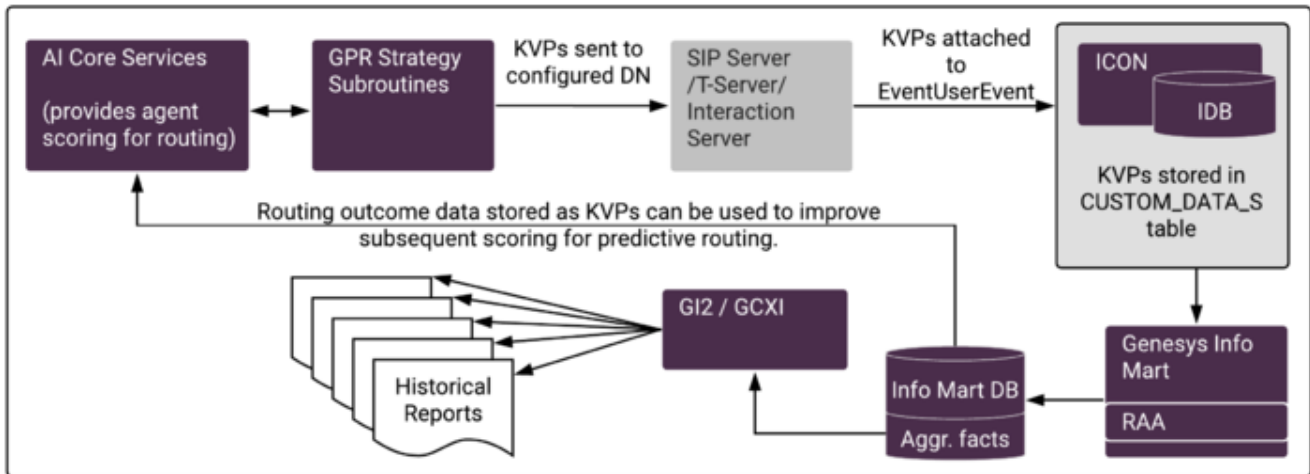 AI Core Services
(provides agent
scoring for routing)
GPR Strategy
Subroutines
KVPs sent to
configured DN
SIP Server
/T-Server/
Interaction
Server
KVPs attached
to
EventUserEvent
ICON
IDB
KVPs stored in
CUSTOM_DATA_S
table
Routing outcome data stored as KVPs can be used to improve
subsequent scoring for predictive routing.
Historical
Reports
GI2 / GCXI
Info Mart DB
Aggr. facts
Genesys Info
Mart
RAA